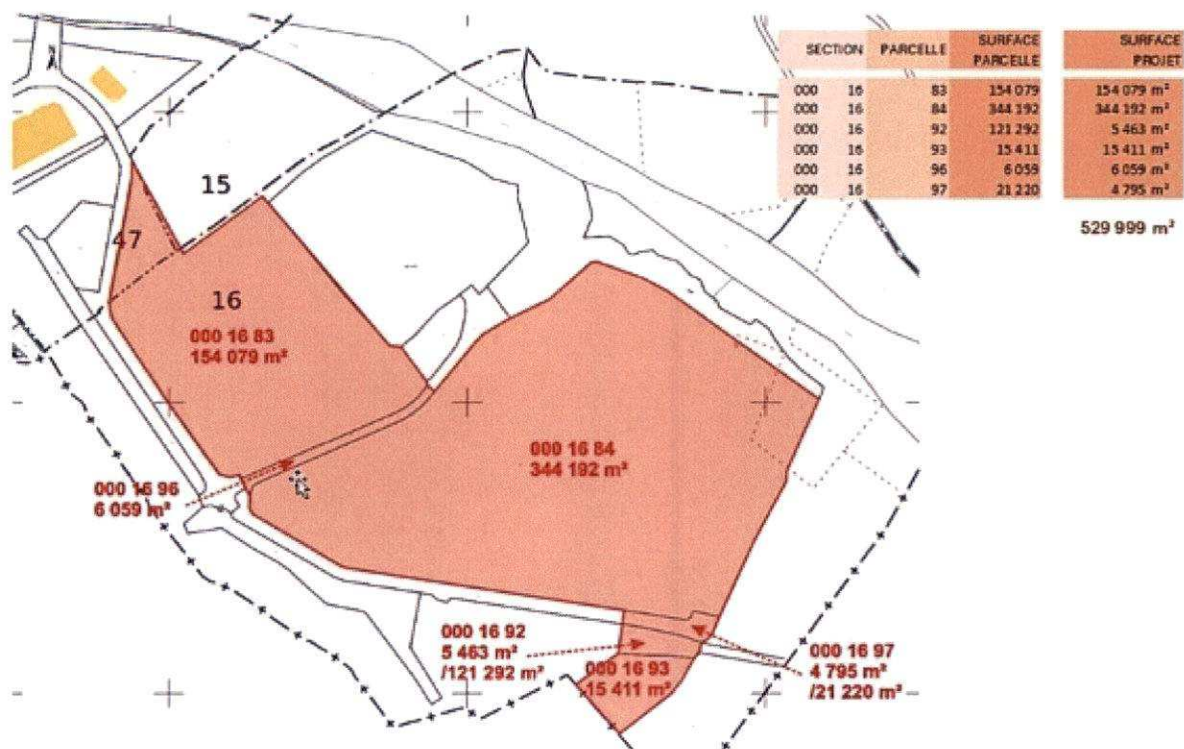 SECTION PARCELLE SURFACE PARCELLE SURFACE PROJET
000 16 83 154 079 154 079 m²
000 16 84 344 192 344 192 m²
000 16 92 121 292 5 463 m²
000 16 93 15 411 15 411 m²
000 16 96 6 059 6 059 m²
000 16 97 21 220 4 795 m²
529 999 m²
15
47
16
000 16 83
154 079 m²
000 16 84
344 192 m²
000 16 96
6 059 m²
000 16 92
5 463 m²
/121 292 m²
000 16 93
15 411 m²
000 16 97
4 795 m²
/21 220 m²